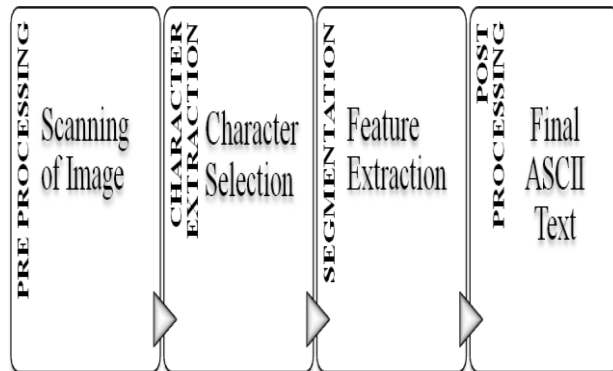 PRE PROCESSING
Scanning
of Image
CHARACTER
EXTRACTION
Character
Selection
SEGMENTATION
Feature
Extraction
POST
PROCESSING
Final
ASCII
Text